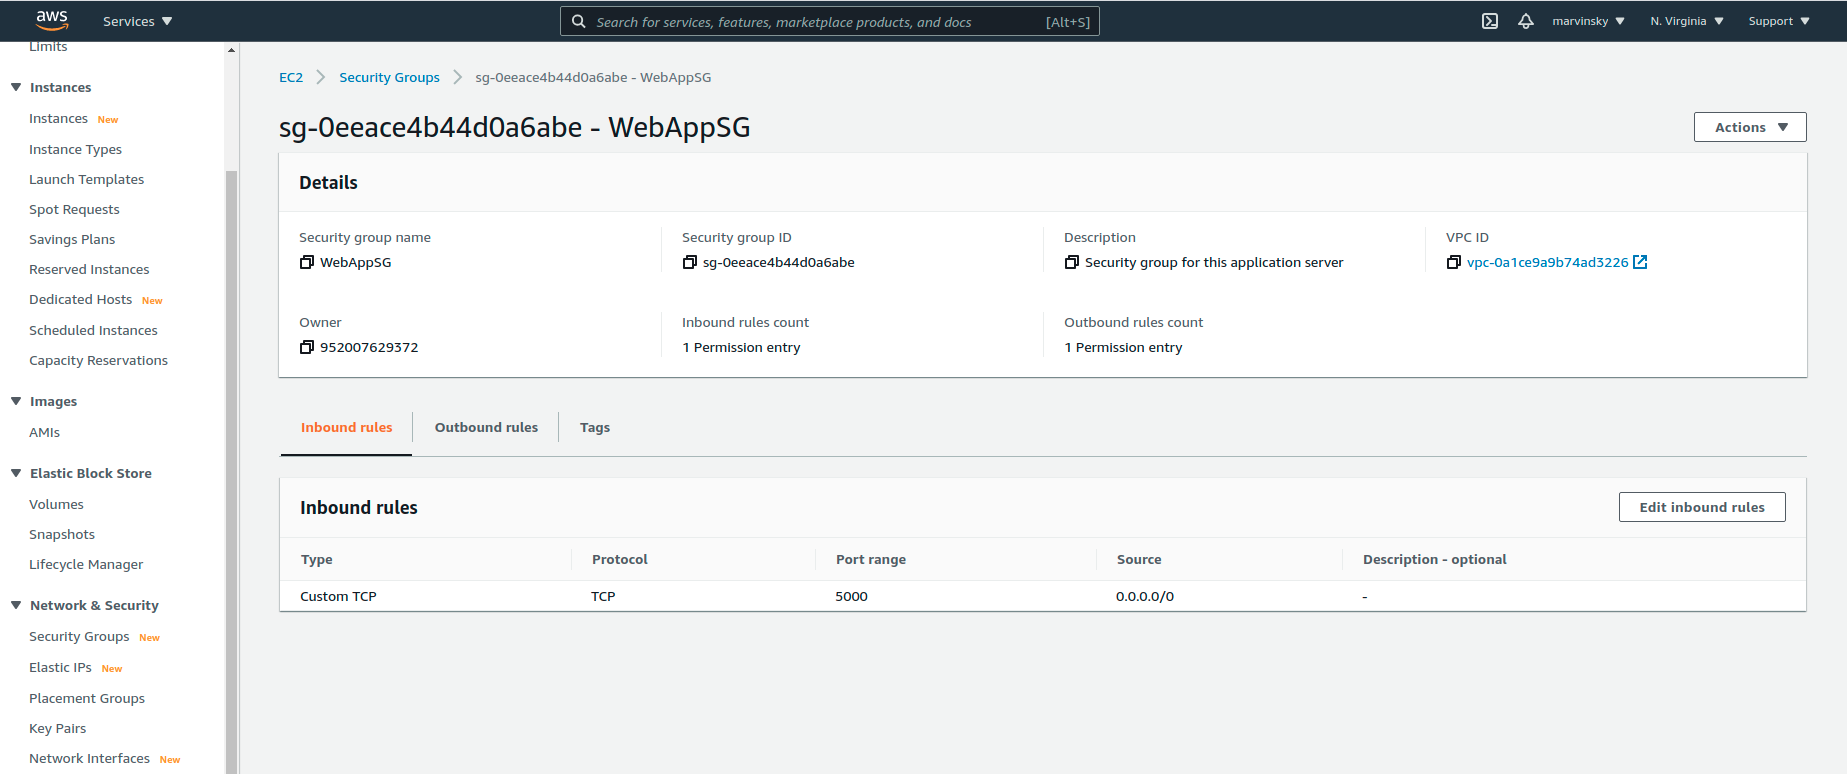 aws
Services
Search for services, features, marketplace products, and docs [Alt+S]
marvinsky
N. Virginia
Support
Limits
Instances
Instances New
Instance Types
Launch Templates
Spot Requests
Savings Plans
Reserved Instances
Dedicated Hosts New
Scheduled Instances
Capacity Reservations
Images
AMIs
Elastic Block Store
Volumes
Snapshots
Lifecycle Manager
Network & Security
Security Groups New
Elastic IPs New
Placement Groups
Key Pairs
Network Interfaces New
EC2 Security Groups sg-0eeace4b44d0a6abe - WebAppSG
sg-0eeace4b44d0a6abe - WebAppSG
Actions
Details
Security group name
WebAppSG
Security group ID
sg-0eeace4b44d0a6abe
Description
Security group for this application server
VPC ID
vpc-0a1ce9a9b74ad3226
Owner
952007629372
Inbound rules count
1 Permission entry
Outbound rules count
1 Permission entry
Inbound rules Outbound rules Tags
Inbound rules
Edit inbound rules
Type Protocol Port range Source Description - optional
Custom TCP TCP 5000 0.0.0.0/0 -